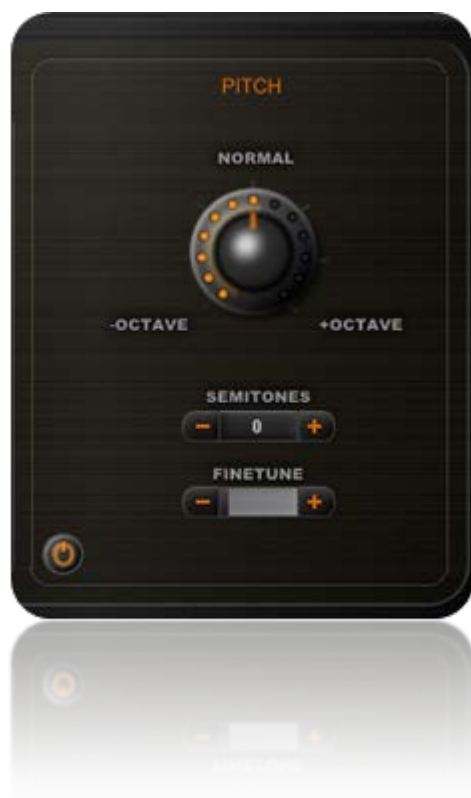 PITCH
NORMAL
-OCTAVE +OCTAVE
SEMITONES
− 0 +
FINETUNE
− +